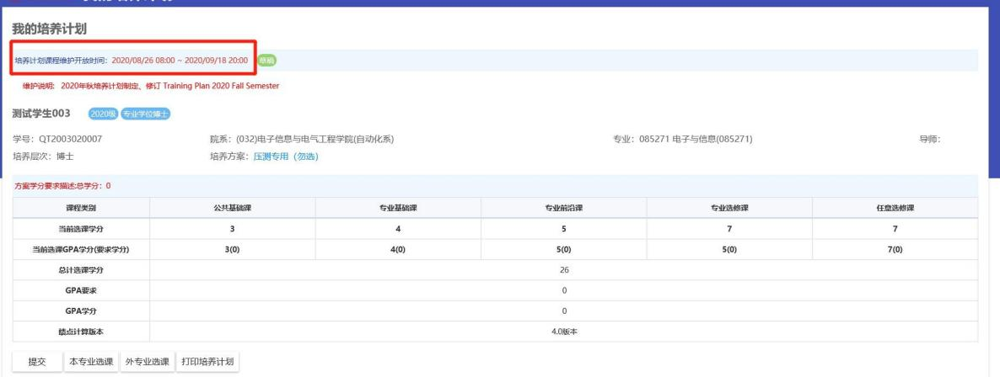 我的培养计划
培养计划课程维护开放时间：2020/08/26 08:00 ~ 2020/09/18 20:00 草稿
维护说明： 2020年秋培养计划制定、修订 Training Plan 2020 Fall Semester
测试学生003 2020级 专业学位博士
学号：QT2003020007 院系：(032)电子信息与电气工程学院(自动化系) 专业：085271 电子与信息(085271) 导师：
培养层次：博士 培养方案：压测专用（勿选）
方案学分要求描述:总学分：0
课程类别 公共基础课 专业基础课 专业前沿课 专业选修课 任意选修课
当前选课学分 3 4 5 7 7
当前选课GPA学分(要求学分) 3(0) 4(0) 5(0) 5(0) 7(0)
总计选课学分 26
GPA要求 0
GPA学分 0
绩点计算版本 4.0版本
提交 本专业选课 外专业选课 打印培养计划